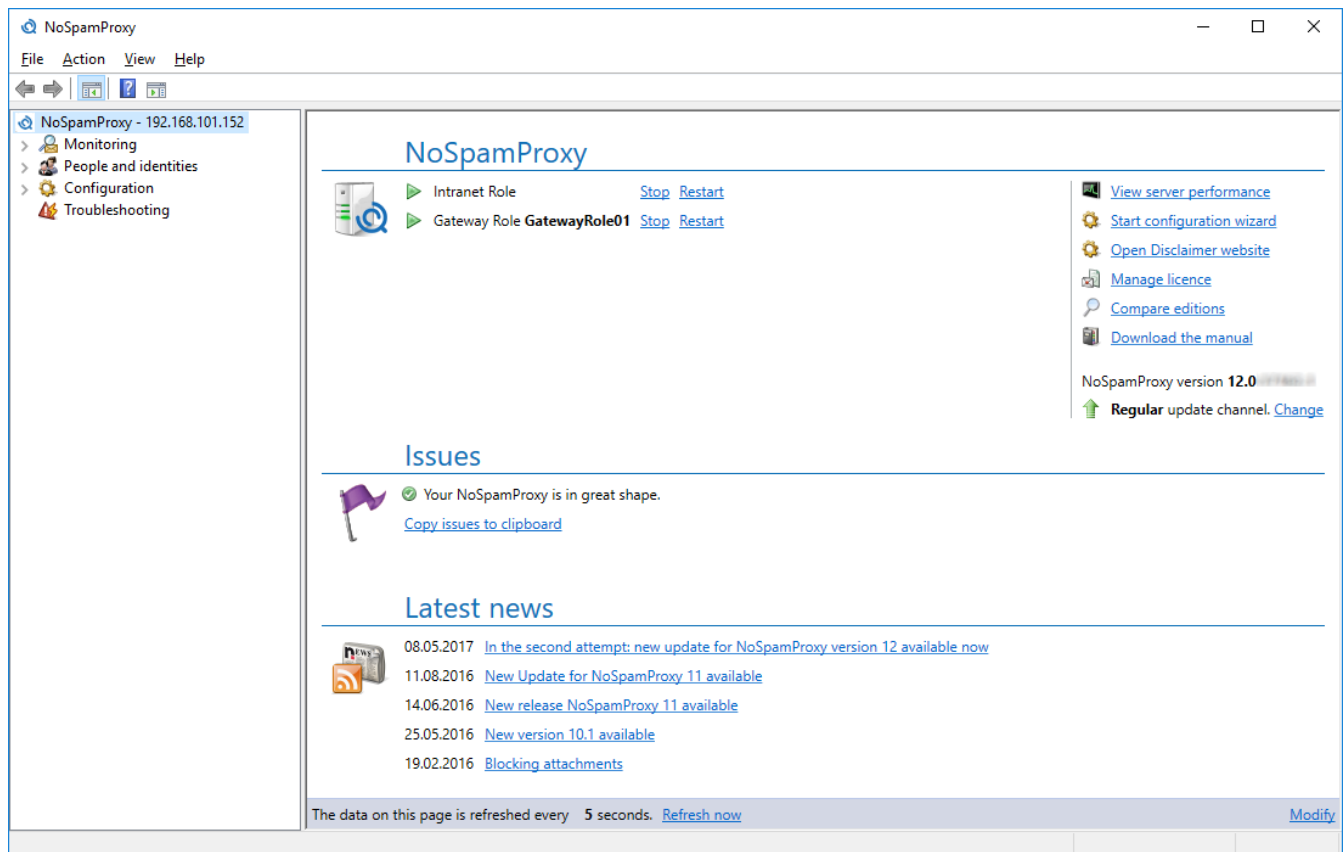 NoSpamProxy
File Action View Help
NoSpamProxy - 192.168.101.152
Monitoring
People and identities
Configuration
Troubleshooting
NoSpamProxy
Intranet Role Stop Restart
Gateway Role GatewayRole01 Stop Restart
View server performance
Start configuration wizard
Open Disclaimer website
Manage licence
Compare editions
Download the manual
NoSpamProxy version 12.0
Regular update channel. Change
Issues
Your NoSpamProxy is in great shape.
Copy issues to clipboard
Latest news
NEWS
08.05.2017 In the second attempt: new update for NoSpamProxy version 12 available now
11.08.2016 New Update for NoSpamProxy 11 available
14.06.2016 New release NoSpamProxy 11 available
25.05.2016 New version 10.1 available
19.02.2016 Blocking attachments
The data on this page is refreshed every 5 seconds. Refresh now Modify